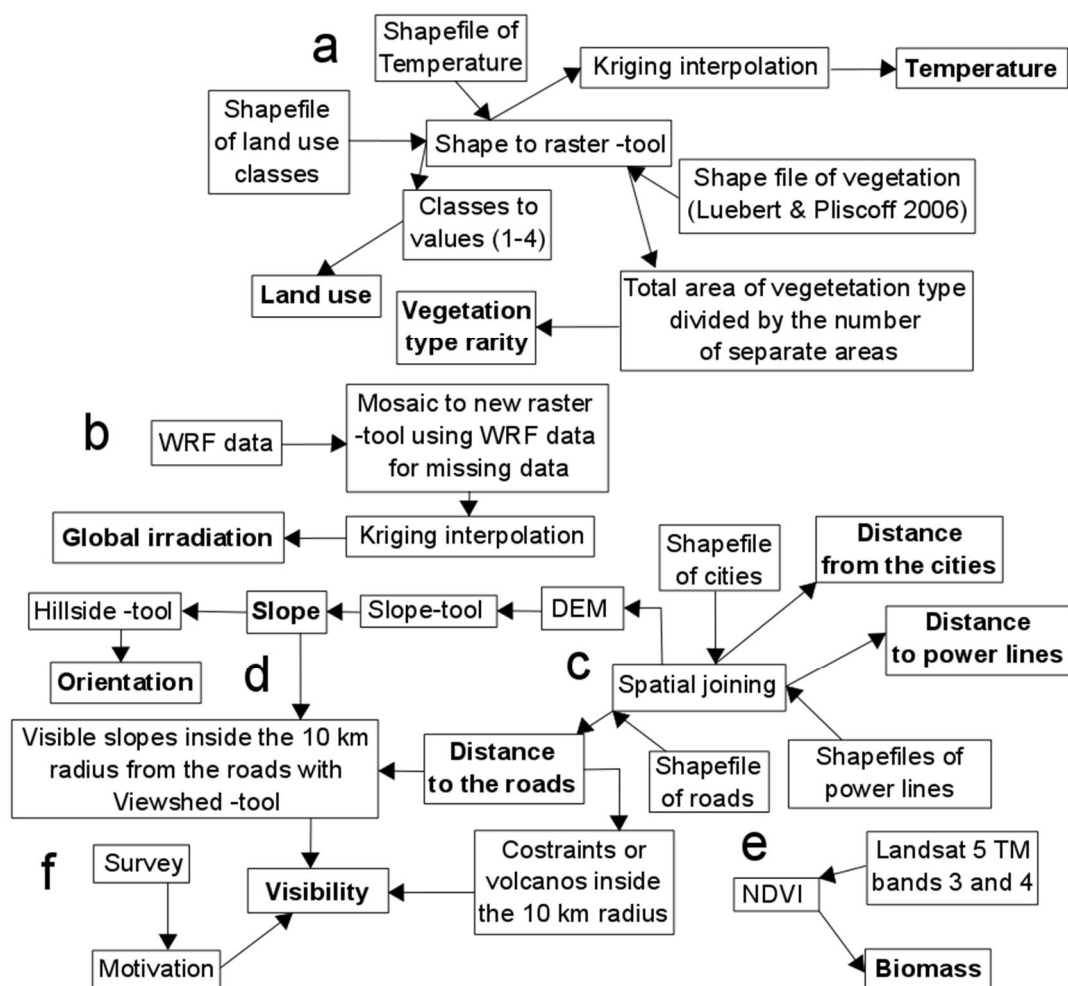 a
Shapefile of
Temperature
Kriging interpolation
Temperature
Shapefile
of land use
classes
Shape to raster -tool
Shape file of vegetation
(Luebert & Pliscoff 2006)
Classes to
values (1-4)
Land use
Vegetation
type rarity
Total area of vegetetation type
divided by the number
of separate areas
b
WRF data
Mosaic to new raster
-tool using WRF data
for missing data
Global irradiation
Kriging interpolation
Shapefile
of cities
Distance
from the cities
Hillside -tool
Slope
Slope-tool
DEM
Distance
to power lines
Orientation
d
c
Spatial joining
Visible slopes inside the 10 km
radius from the roads with
Viewshed -tool
Distance
to the roads
Shapefile
of roads
Shapefiles of
power lines
f
Survey
Visibility
Costraints or
volcanos inside
the 10 km radius
e
Landsat 5 TM
bands 3 and 4
NDVI
Motivation
Biomass